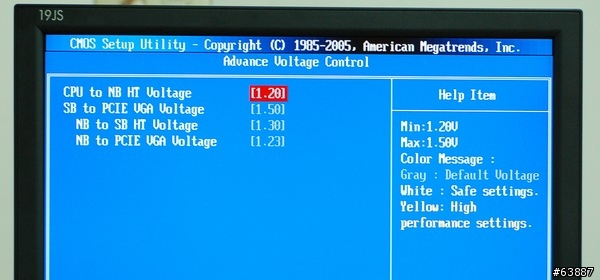 19JS
CMOS Setup Utility - Copyright (C) 1985-2005, American Megatrends, Inc.
Advance Voltage Control
CPU to NB HT Voltage [1.20]
SB to PCIE VGA Voltage [1.50]
NB to SB HT Voltage [1.30]
NB to PCIE VGA Voltage [1.23]
Help Item
Min:1.20V
Max:1.50V
Color Message :
Gray : Default Voltage
White : Safe settings.
Yellow: High
performance settings.
#63887